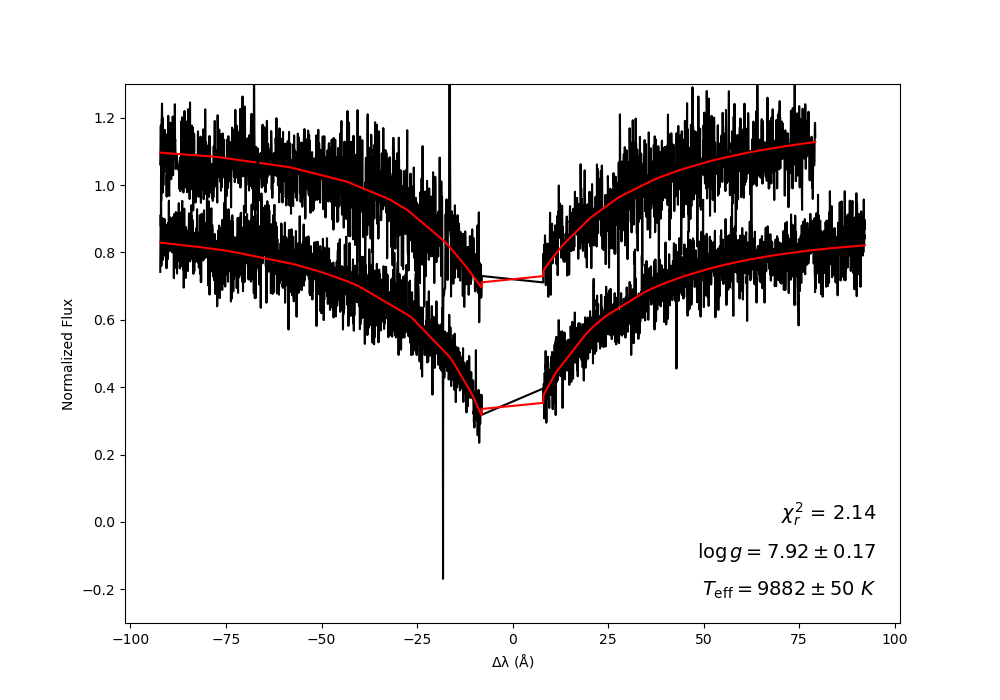 1.2
1.0
0.8
0.6
0.4
0.2
0.0
−0.2
Normalized Flux
χ²ᵣ = 2.14
log g = 7.92 ± 0.17
T_eff = 9882 ± 50 K
−100 −75 −50 −25 0 25 50 75 100
Δλ (Å)